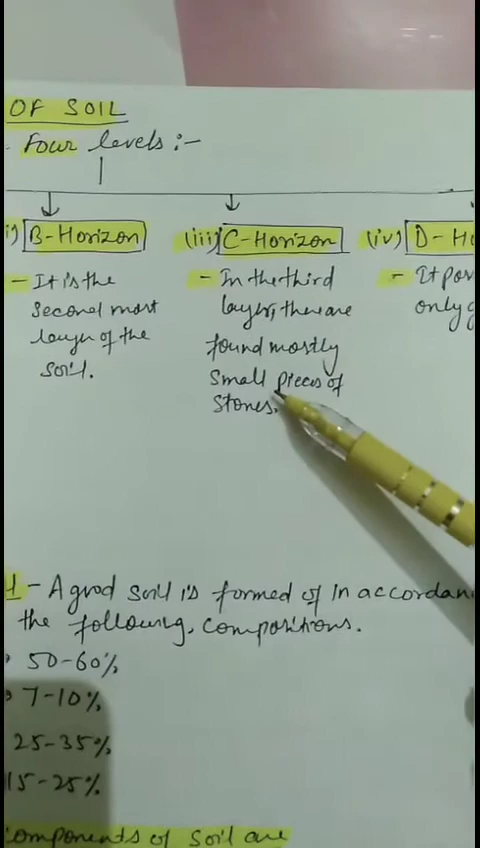 OF SOIL
Four levels :-
i) B-Horizon (iii) C-Horizon (iv) D-Ho
- It is the
second most
layer of the
soil.
- In the third
layer, there are
found mostly
small pieces of
stones.
- It pos
only
- A good soil is formed of in accordan
the following, compositions.
50-60%
7-10%
25-35%
15-25%
components of soil are